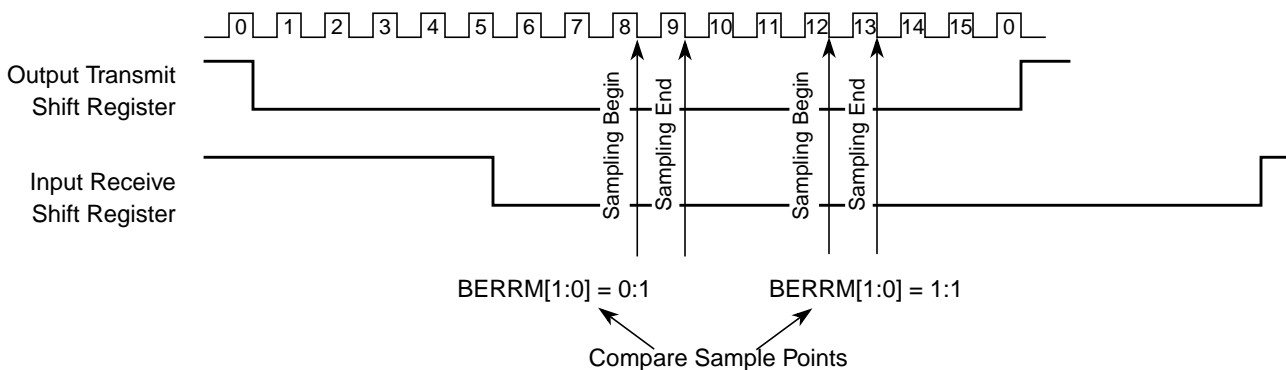 0 1 2 3 4 5 6 7 8 9 10 11 12 13 14 15 0
Output Transmit
Shift Register
Input Receive
Shift Register
Sampling Begin
Sampling End
Sampling Begin
Sampling End
BERRM[1:0] = 0:1
BERRM[1:0] = 1:1
Compare Sample Points